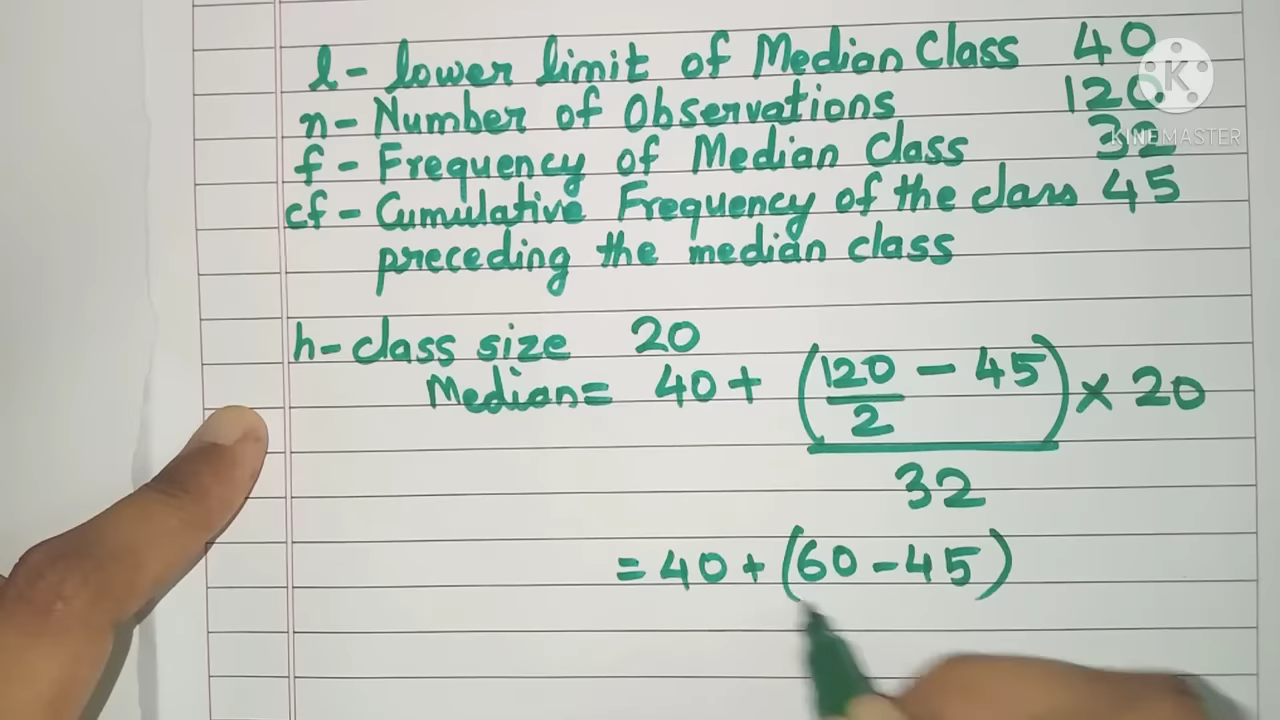 l - lower limit of Median Class 40
n - Number of Observations 120
f - Frequency of Median Class 32
cf - Cumulative Frequency of the class 45
preceding the median class
h - class size 20
Median = 40 + (120/2 - 45) × 20
32
= 40 + (60 - 45)
K
KINEMASTER